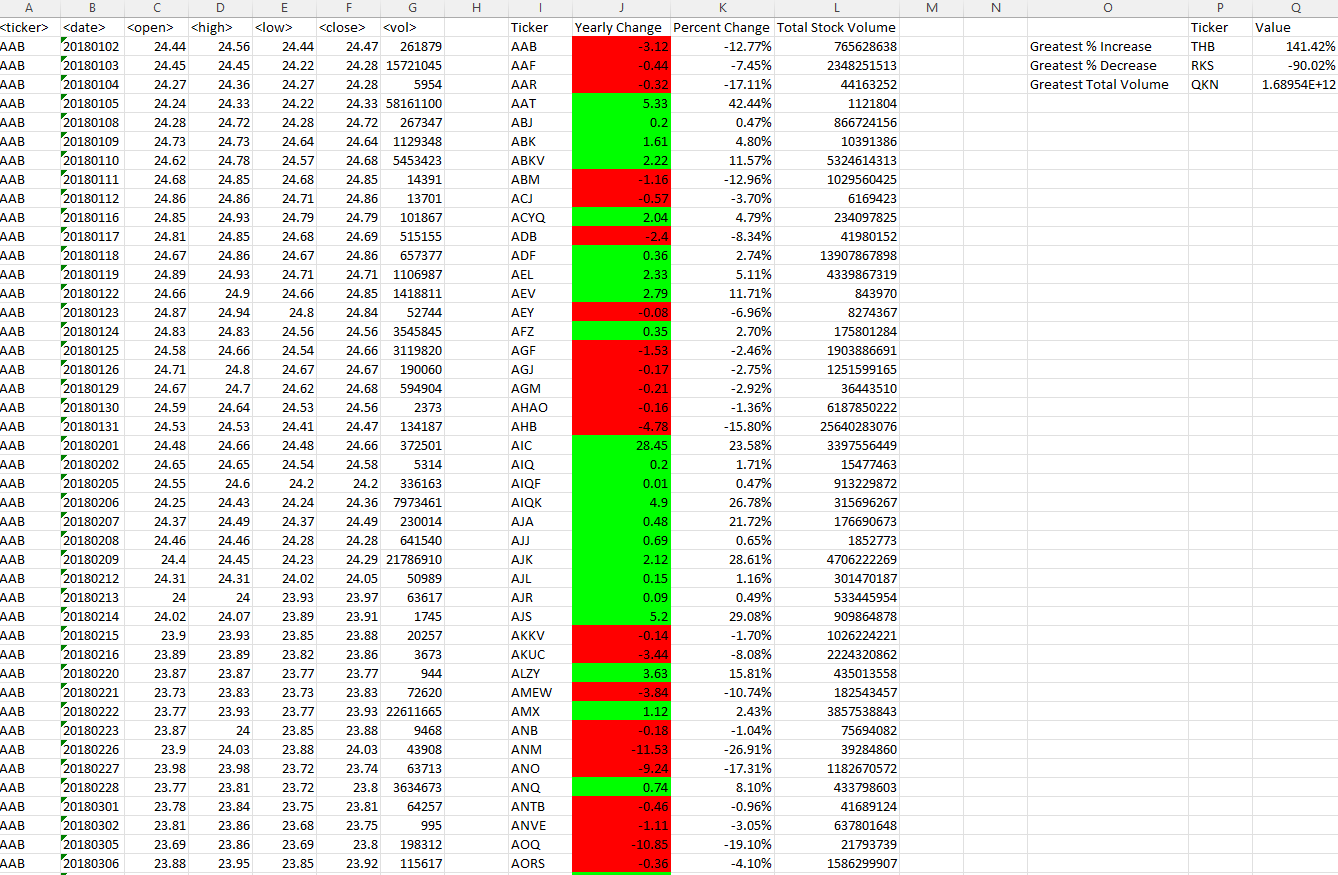 A B C D E F G H I J K L M N O P Q
<ticker> <date> <open> <high> <low> <close> <vol> Ticker Yearly Change Percent Change Total Stock Volume Ticker Value
AAB 20180102 24.44 24.56 24.44 24.47 261879 AAB -3.12 -12.77% 765628638 Greatest % Increase THB 141.42%
AAB 20180103 24.45 24.45 24.22 24.28 15721045 AAF -0.44 -7.45% 2348251513 Greatest % Decrease RKS -90.02%
AAB 20180104 24.27 24.36 24.27 24.28 5954 AAR -0.32 -17.11% 44163252 Greatest Total Volume QKN 1.68954E+12
AAB 20180105 24.24 24.33 24.22 24.33 58161100 AAT 5.33 42.44% 1121804
AAB 20180108 24.28 24.72 24.28 24.72 267347 ABJ 0.2 0.47% 866724156
AAB 20180109 24.73 24.73 24.64 24.64 1129348 ABK 1.61 4.80% 10391386
AAB 20180110 24.62 24.78 24.57 24.68 5453423 ABKV 2.22 11.57% 5324614313
AAB 20180111 24.68 24.85 24.68 24.85 14391 ABM -1.16 -12.96% 1029560425
AAB 20180112 24.86 24.86 24.71 24.86 13701 ACJ -0.57 -3.70% 6169423
AAB 20180116 24.85 24.93 24.79 24.79 101867 ACYQ 2.04 4.79% 234097825
AAB 20180117 24.81 24.85 24.68 24.69 515155 ADB -2.4 -8.34% 41980152
AAB 20180118 24.67 24.86 24.67 24.86 657377 ADF 0.36 2.74% 13907867898
AAB 20180119 24.89 24.93 24.71 24.71 1106987 AEL 2.33 5.11% 4339867319
AAB 20180122 24.66 24.9 24.66 24.85 1418811 AEV 2.79 11.71% 843970
AAB 20180123 24.87 24.94 24.8 24.84 52744 AEY -0.08 -6.96% 8274367
AAB 20180124 24.83 24.83 24.56 24.56 3545845 AFZ 0.35 2.70% 175801284
AAB 20180125 24.58 24.66 24.54 24.66 3119820 AGF -1.53 -2.46% 1903886691
AAB 20180126 24.71 24.8 24.67 24.67 190060 AGJ -0.17 -2.75% 1251599165
AAB 20180129 24.67 24.7 24.62 24.68 594904 AGM -0.21 -2.92% 36443510
AAB 20180130 24.59 24.64 24.53 24.56 2373 AHAO -0.16 -1.36% 6187850222
AAB 20180131 24.53 24.53 24.41 24.47 134187 AHB -4.78 -15.80% 25640283076
AAB 20180201 24.48 24.66 24.48 24.66 372501 AIC 28.45 23.58% 3397556449
AAB 20180202 24.65 24.65 24.54 24.58 5314 AIQ 0.2 1.71% 15477463
AAB 20180205 24.55 24.6 24.2 24.2 336163 AIQF 0.01 0.47% 913229872
AAB 20180206 24.25 24.43 24.24 24.36 7973461 AIQK 4.9 26.78% 315696267
AAB 20180207 24.37 24.49 24.37 24.49 230014 AJA 0.48 21.72% 176690673
AAB 20180208 24.46 24.46 24.28 24.28 641540 AJJ 0.69 0.65% 1852773
AAB 20180209 24.4 24.45 24.23 24.29 21786910 AJK 2.12 28.61% 4706222269
AAB 20180212 24.31 24.31 24.02 24.05 50989 AJL 0.15 1.16% 301470187
AAB 20180213 24 24 23.93 23.97 63617 AJR 0.09 0.49% 533445954
AAB 20180214 24.02 24.07 23.89 23.91 1745 AJS 5.2 29.08% 909864878
AAB 20180215 23.9 23.93 23.85 23.88 20257 AKKV -0.14 -1.70% 1026224221
AAB 20180216 23.89 23.89 23.82 23.86 3673 AKUC -3.44 -8.08% 2224320862
AAB 20180220 23.87 23.87 23.77 23.77 944 ALZY 3.63 15.81% 435013558
AAB 20180221 23.73 23.83 23.73 23.83 72620 AMEW -3.84 -10.74% 182543457
AAB 20180222 23.77 23.93 23.77 23.93 22611665 AMX 1.12 2.43% 3857538843
AAB 20180223 23.87 24 23.85 23.88 9468 ANB -0.18 -1.04% 75694082
AAB 20180226 23.9 24.03 23.88 24.03 43908 ANM -11.53 -26.91% 39284860
AAB 20180227 23.98 23.98 23.72 23.74 63713 ANO -9.24 -17.31% 1182670572
AAB 20180228 23.77 23.81 23.72 23.8 3634673 ANQ 0.74 8.10% 433798603
AAB 20180301 23.78 23.84 23.75 23.81 64257 ANTB -0.46 -0.96% 41689124
AAB 20180302 23.81 23.86 23.68 23.75 995 ANVE -1.11 -3.05% 637801648
AAB 20180305 23.69 23.86 23.69 23.8 198312 AOQ -10.85 -19.10% 21793739
AAB 20180306 23.88 23.95 23.85 23.92 115617 AORS -0.36 -4.10% 1586299907